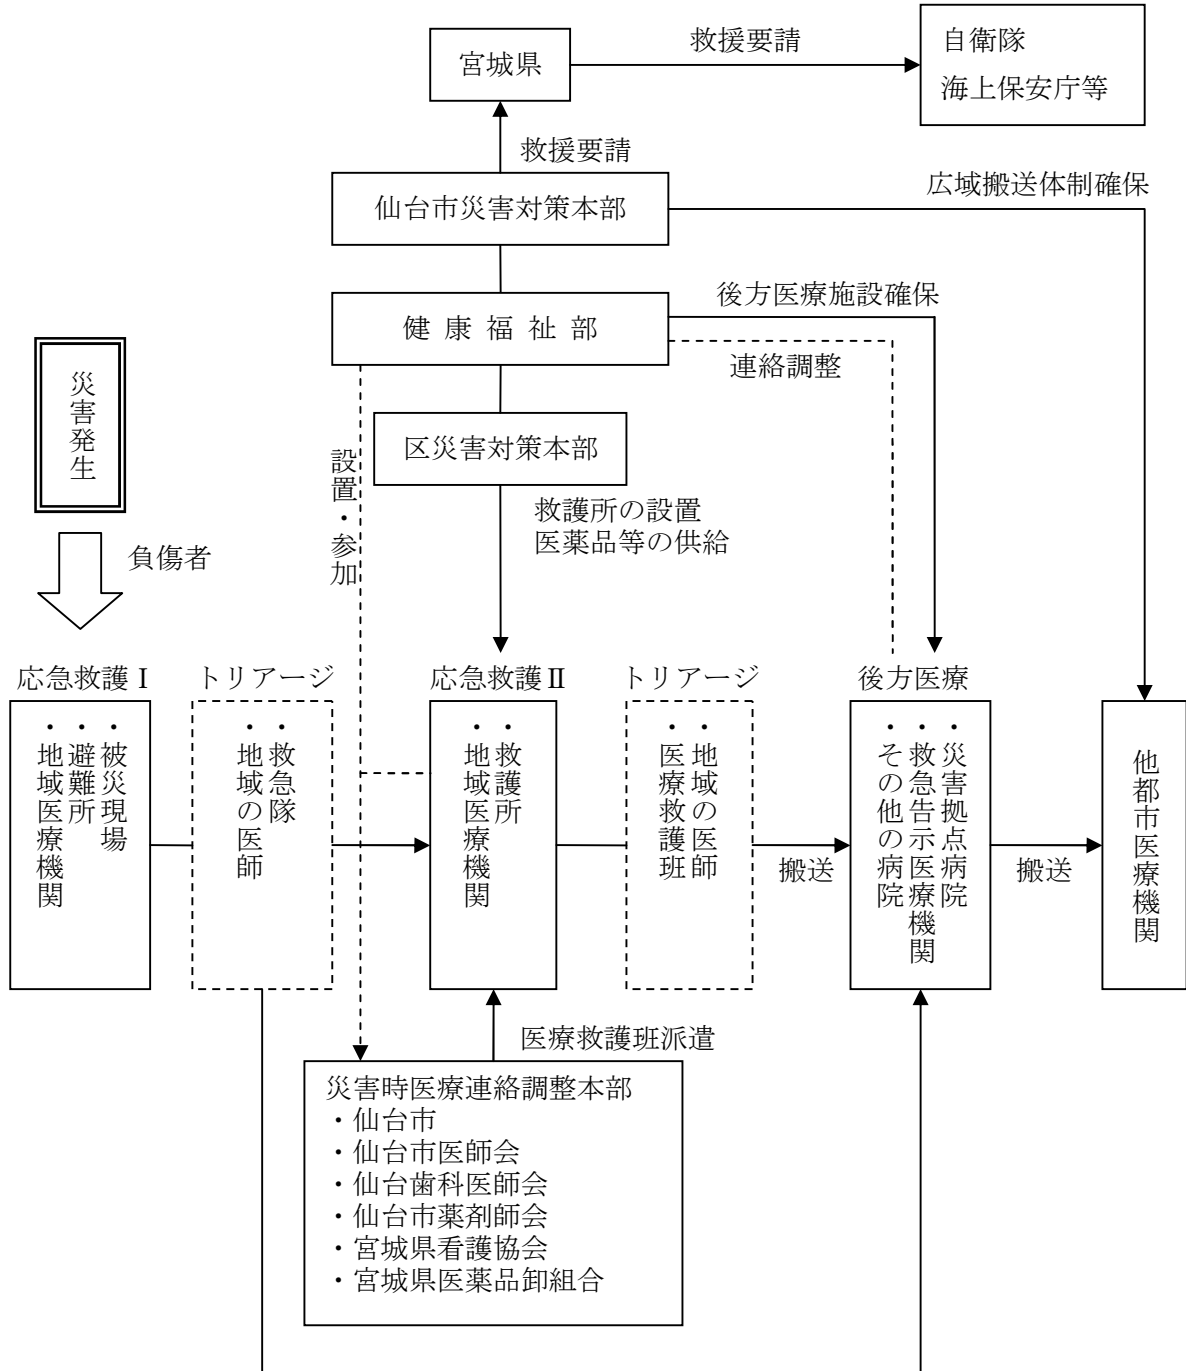 救援要請
宮城県
自衛隊
海上保安庁等
救援要請
仙台市災害対策本部
広域搬送体制確保
健康福祉部
後方医療施設確保
連絡調整
災害発生
区災害対策本部
設置・参加
救護所の設置
医薬品等の供給
負傷者
応急救護Ⅰ
・被災現場
・避難所
・地域医療機関
トリアージ
・救急隊
・地域の医師
応急救護Ⅱ
・救護所
・地域医療機関
トリアージ
・地域の医師
・医療救護班
搬送
後方医療
・災害拠点病院
・救急告示医療機関
・その他の病院
搬送
他都市医療機関
医療救護班派遣
災害時医療連絡調整本部
・仙台市
・仙台市医師会
・仙台歯科医師会
・仙台市薬剤師会
・宮城県看護協会
・宮城県医薬品卸組合